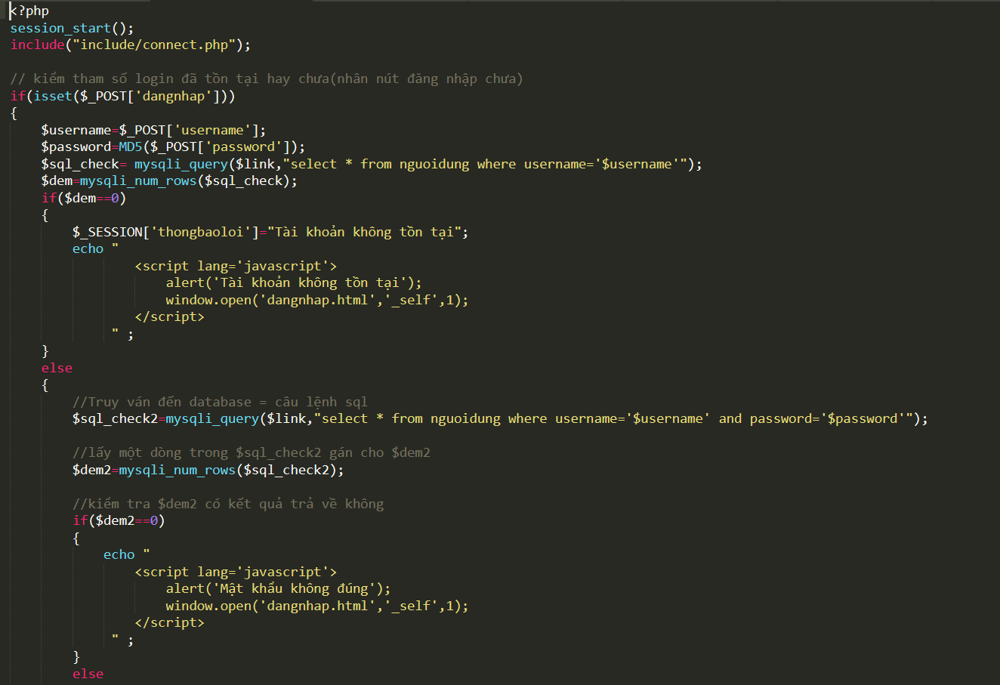 <?php
session_start();
include("include/connect.php");
// kiểm tham số login đã tồn tại hay chưa(nhân nút đăng nhập chưa)
if(isset($_POST['dangnhap']))
{
$username=$_POST['username'];
$password=MD5($_POST['password']);
$sql_check= mysqli_query($link,"select * from nguoidung where username='$username'");
$dem=mysqli_num_rows($sql_check);
if($dem==0)
{
$_SESSION['thongbaoloi']="Tài khoản không tồn tại";
echo "
<script lang='javascript'>
alert('Tài khoản không tồn tại');
window.open('dangnhap.html','_self',1);
</script>
" ;
}
else
{
//Truy ván đến database = câu lệnh sql
$sql_check2=mysqli_query($link,"select * from nguoidung where username='$username' and password='$password'");
//lấy một dòng trong $sql_check2 gán cho $dem2
$dem2=mysqli_num_rows($sql_check2);
//kiểm tra $dem2 có kết quả trả về không
if($dem2==0)
{
echo "
<script lang='javascript'>
alert('Mật khẩu không đúng');
window.open('dangnhap.html','_self',1);
</script>
" ;
}
else